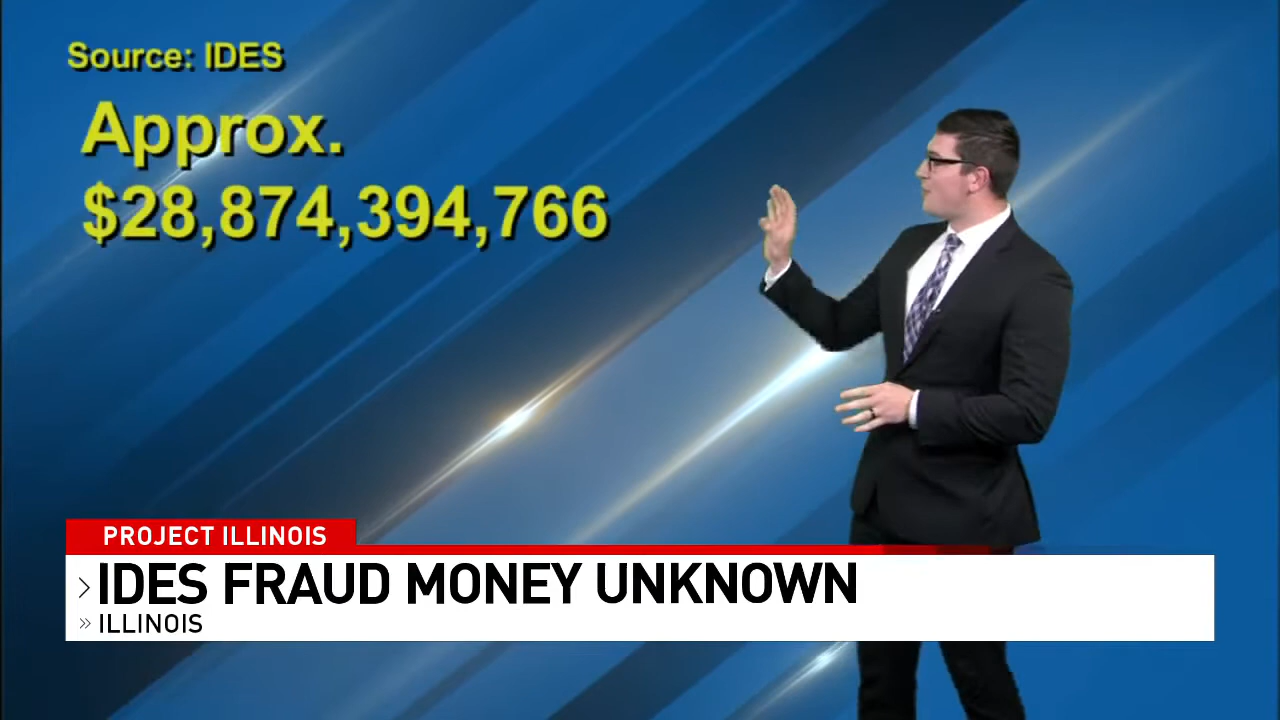 Source: IDES
Approx.
$28,874,394,766
PROJECT ILLINOIS
> IDES FRAUD MONEY UNKNOWN
» ILLINOIS